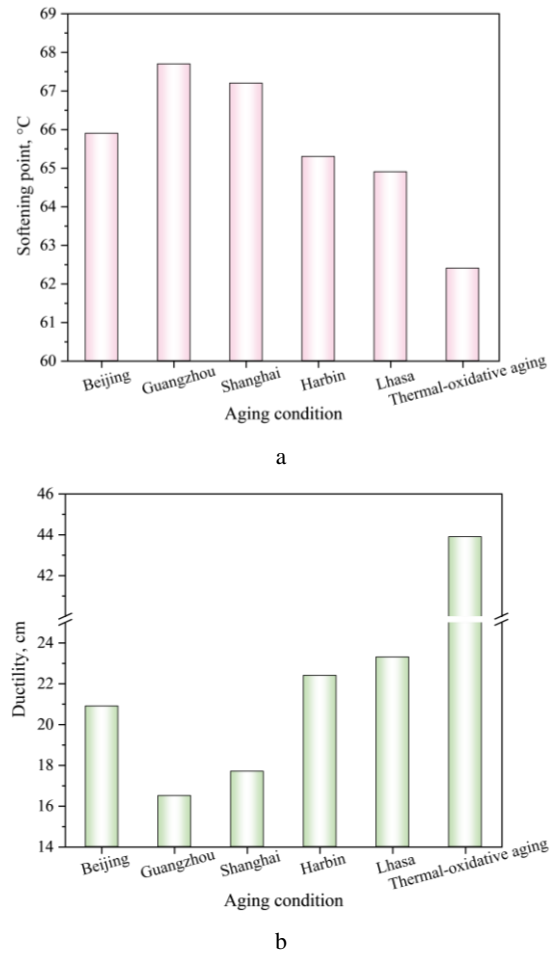 69
68
67
66
65
64
63
62
61
60
Softening point, °C
Beijing
Guangzhou
Shanghai
Harbin
Lhasa
Thermal-oxidative aging
Aging condition
a
46
44
42
24
22
20
18
16
14
Ductility, cm
Beijing
Guangzhou
Shanghai
Harbin
Lhasa
Thermal-oxidative aging
Aging condition
b